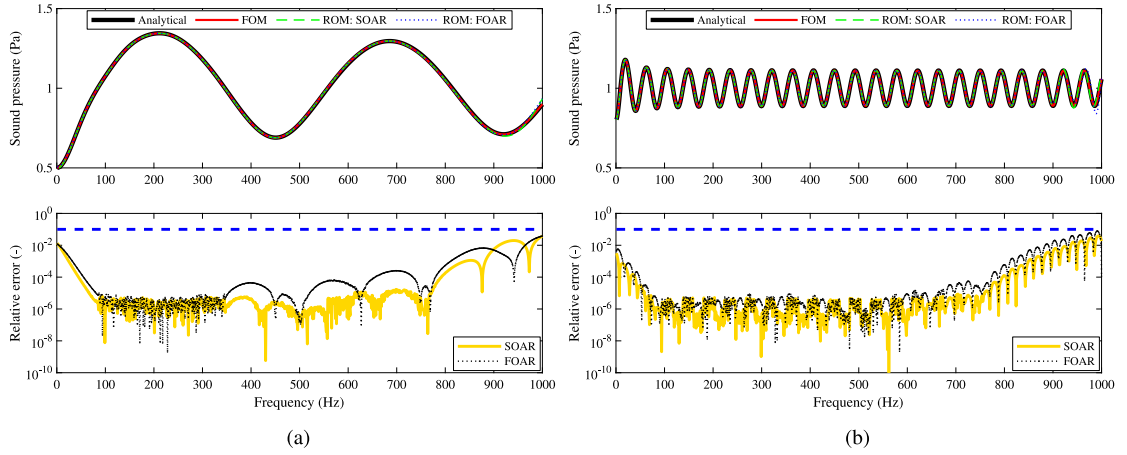 Analytical FOM ROM: SOAR ROM: FOAR
Sound pressure (Pa)
1.5
1
0.5
0 100 200 300 400 500 600 700 800 900 1000
Relative error (-)
10^0
10^-2
10^-4
10^-6
10^-8
10^-10
SOAR
FOAR
0 100 200 300 400 500 600 700 800 900 1000
Frequency (Hz)
(a)
Analytical FOM ROM: SOAR ROM: FOAR
Sound pressure (Pa)
1.5
1
0.5
0 100 200 300 400 500 600 700 800 900 1000
Relative error (-)
10^0
10^-2
10^-4
10^-6
10^-8
10^-10
SOAR
FOAR
0 100 200 300 400 500 600 700 800 900 1000
Frequency (Hz)
(b)